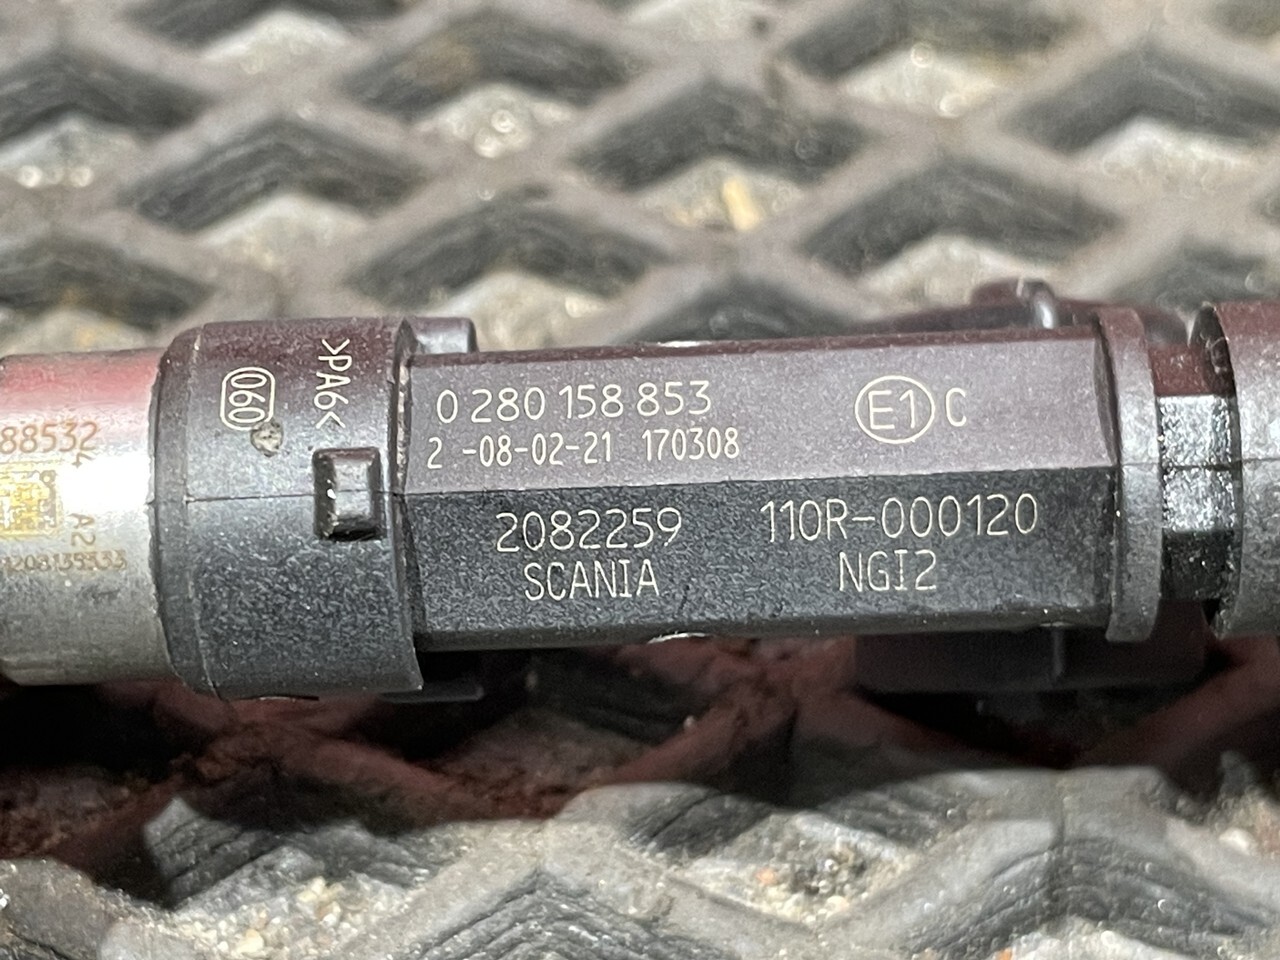 >PA6<
060
88532
A2
0 280 158 853
2 -08-02-21 170308
E1 C
2082259
SCANIA
110R-000120
NGI2